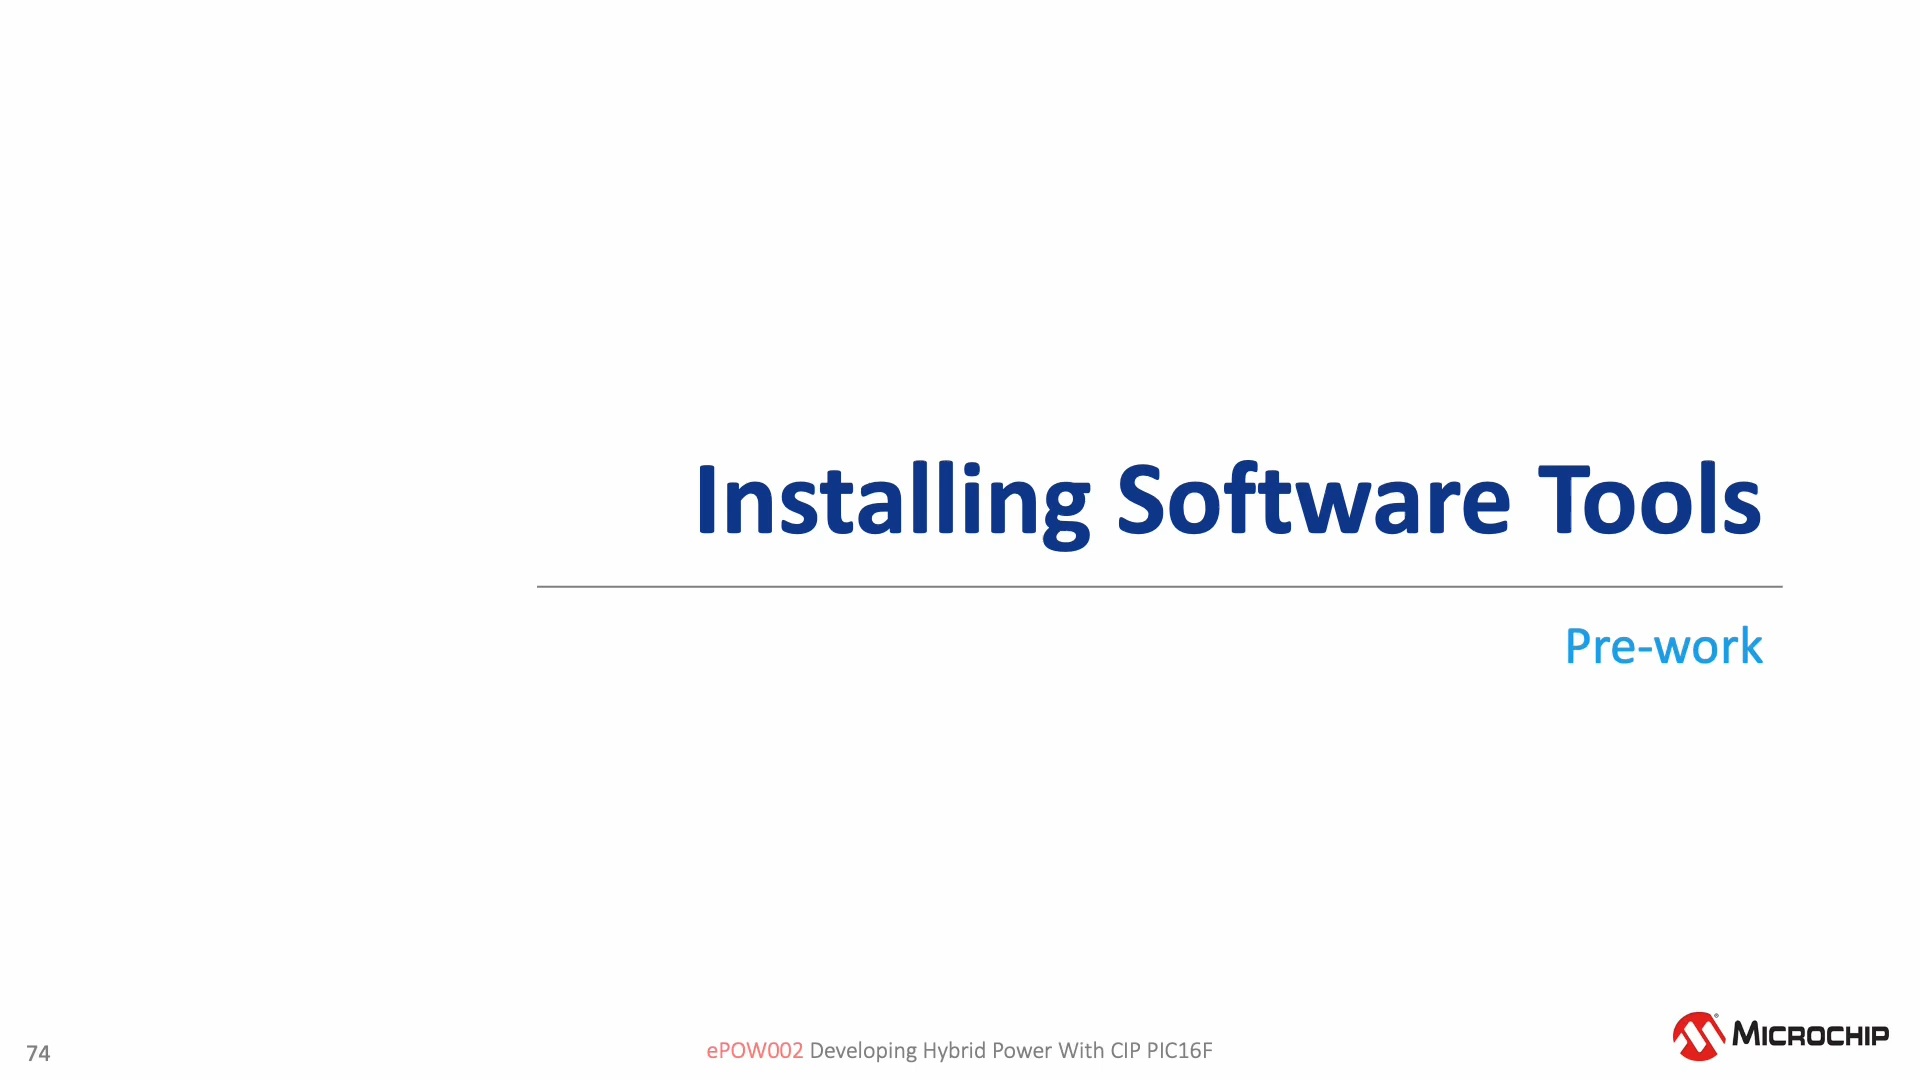 Installing Software Tools
Pre-work
74
ePOW002 Developing Hybrid Power With CIP PIC16F
MICROCHIP